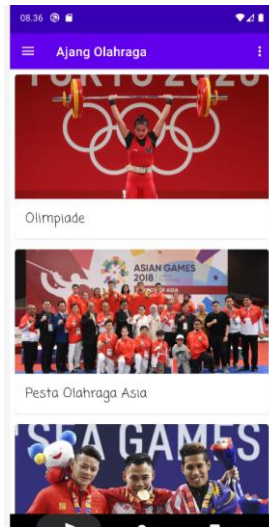 08.36
Ajang Olahraga
TOKYO 2020
Olimpiade
ASIAN GAMES
2018
Pesta Olahraga Asia
SEA GAMES